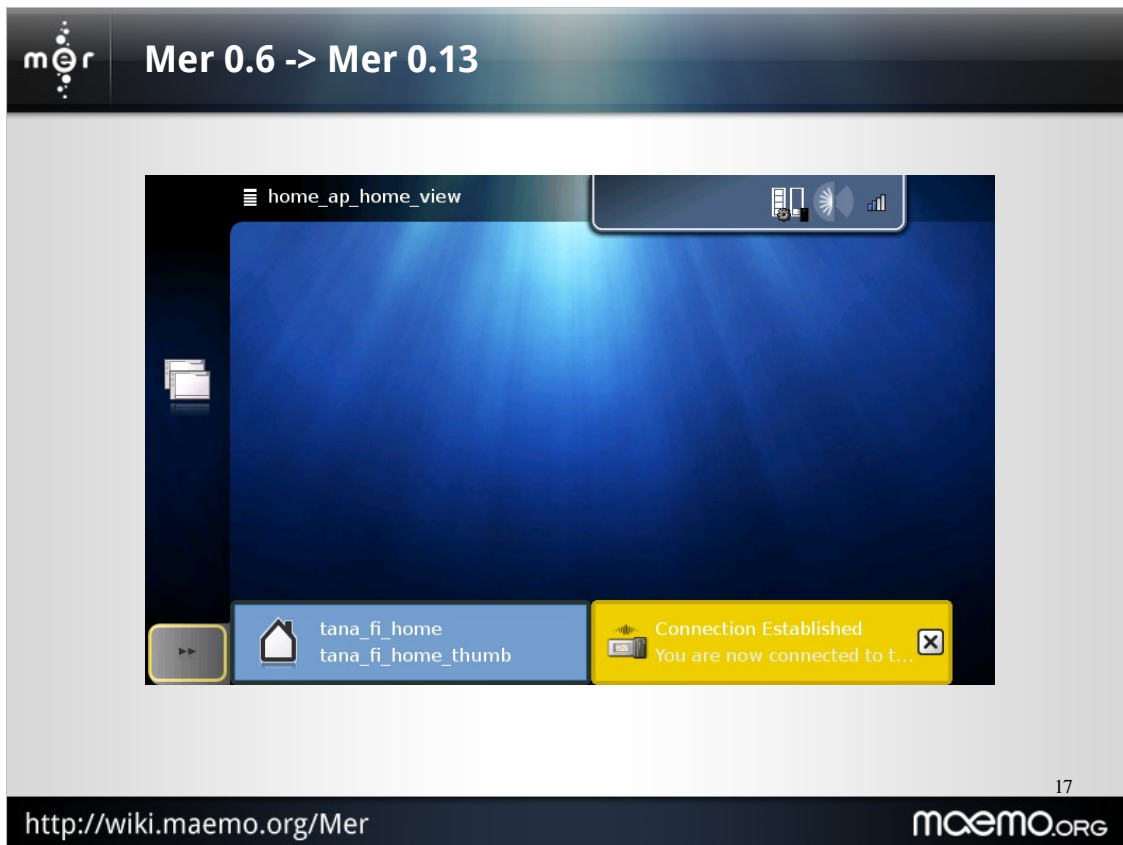 mer
Mer 0.6 -> Mer 0.13
home_ap_home_view
tana_fi_home
tana_fi_home_thumb
Connection Established
You are now connected to t...
17
http://wiki.maemo.org/Mer
maemo.ORG